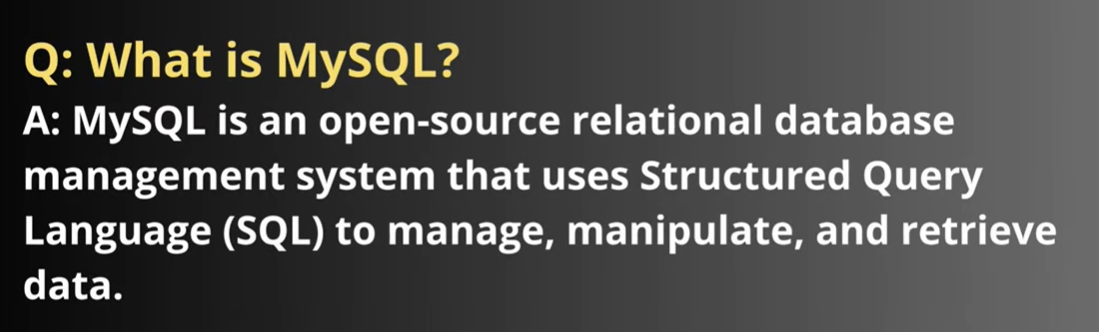 Q: What is MySQL?
A: MySQL is an open-source relational database
management system that uses Structured Query
Language (SQL) to manage, manipulate, and retrieve
data.